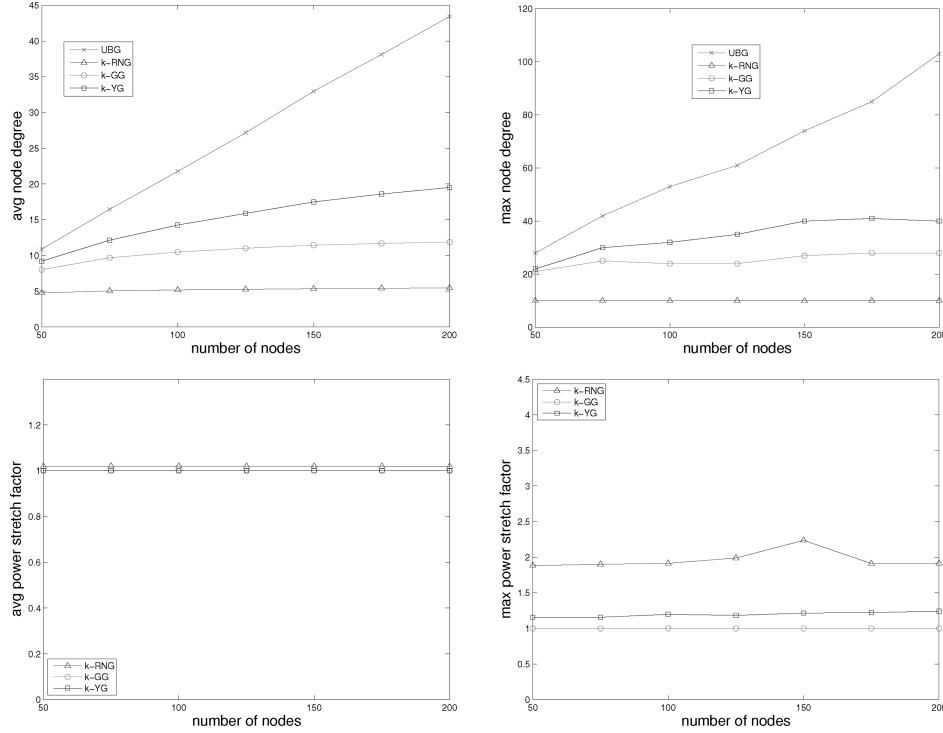 45
40
35
30
25
20
15
10
5
0
50
100
150
200
avg node degree
number of nodes
UBG
k−RNG
k−GG
k−YG
120
100
80
60
40
20
0
50
100
150
200
max node degree
number of nodes
UBG
k−RNG
k−GG
k−YG
1.2
1
0.8
0.6
0.4
0.2
0
50
100
150
200
avg power stretch factor
number of nodes
k−RNG
k−GG
k−YG
4.5
4
3.5
3
2.5
2
1.5
1
0.5
0
50
100
150
200
max power stretch factor
number of nodes
k−RNG
k−GG
k−YG